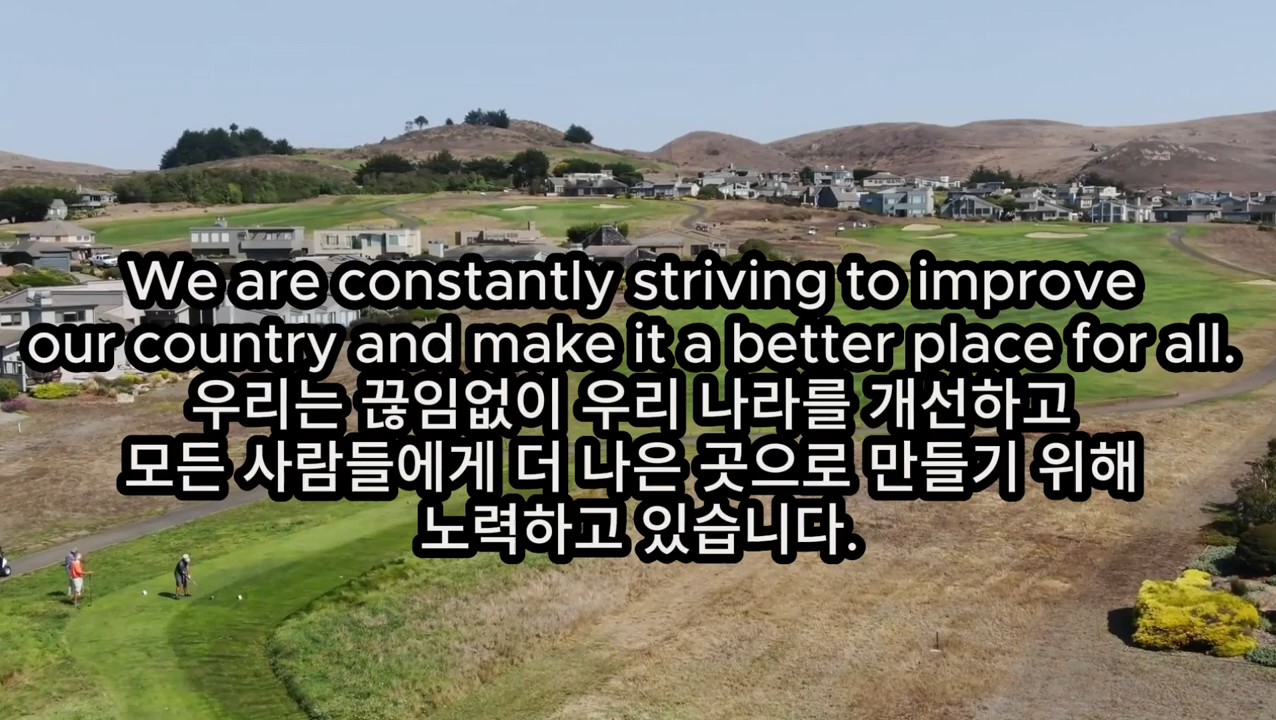 We are constantly striving to improve
our country and make it a better place for all.
우리는 끊임없이 우리 나라를 개선하고
모든 사람들에게 더 나은 곳으로 만들기 위해
노력하고 있습니다.